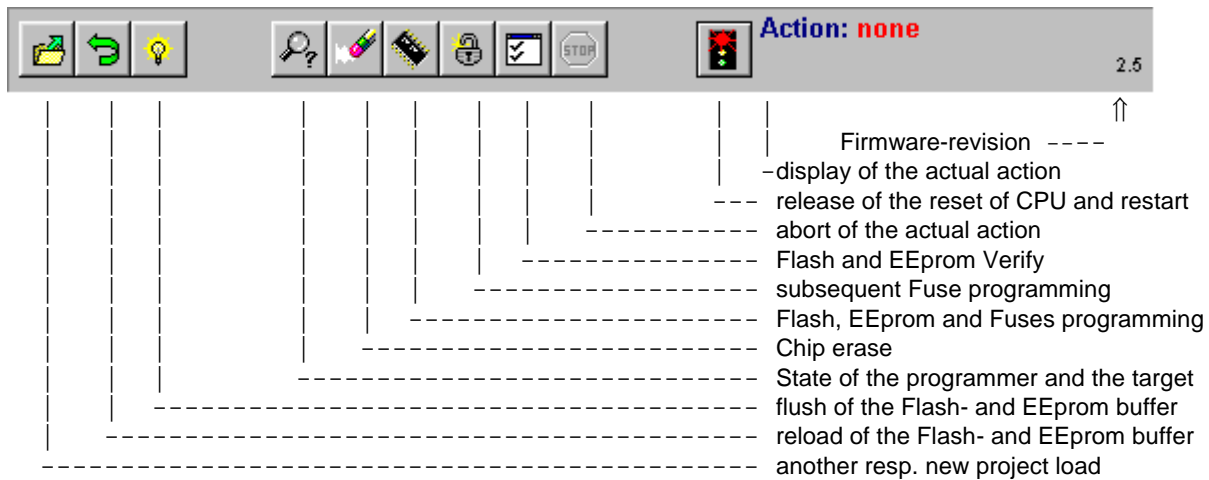 Action: none
STOP
2.5
Firmware-revision
display of the actual action
release of the reset of CPU and restart
abort of the actual action
Flash and EEprom Verify
subsequent Fuse programming
Flash, EEprom and Fuses programming
Chip erase
State of the programmer and the target
flush of the Flash- and EEprom buffer
reload of the Flash- and EEprom buffer
another resp. new project load